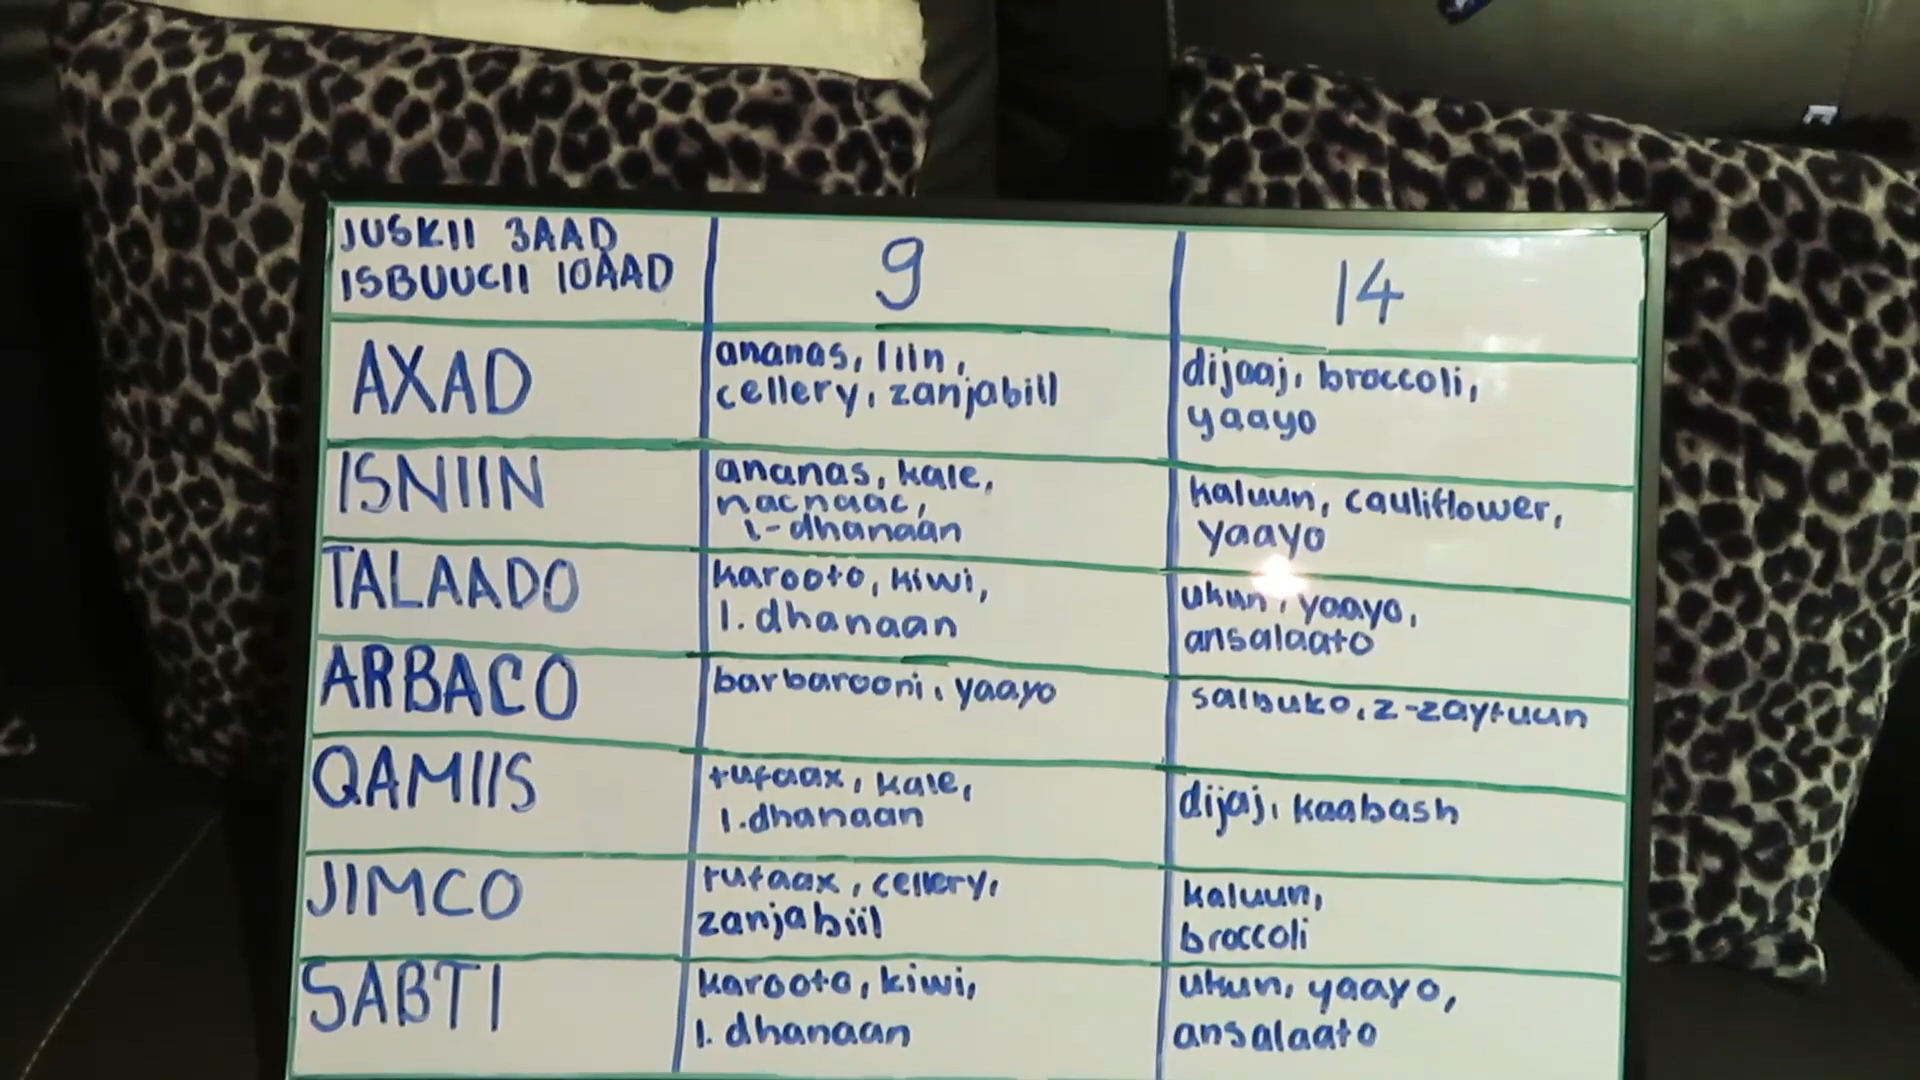 JUSKII 3AAD
ISBUUCII 10AAD
9
14
AXAD
ananas, liin,
cellery, zanjabiil
dijaaj, broccoli,
yaayo
ISNIIN
ananas, kale,
nacnaac,
l-dhanaan
kaluun, cauliflower,
yaayo
TALAADO
karooto, kiwi,
l.dhanaan
ukun, yaayo,
ansalaato
ARBACO
barbarooni, yaayo
salbuko, z-zaytuun
QAMIIS
tufaax, kale,
l.dhanaan
dijaj, kaabash
JIMCO
tufaax, cellery,
zanjabiil
kaluun,
broccoli
SABTI
karooto, kiwi,
l.dhanaan
ukun, yaayo,
ansalaato